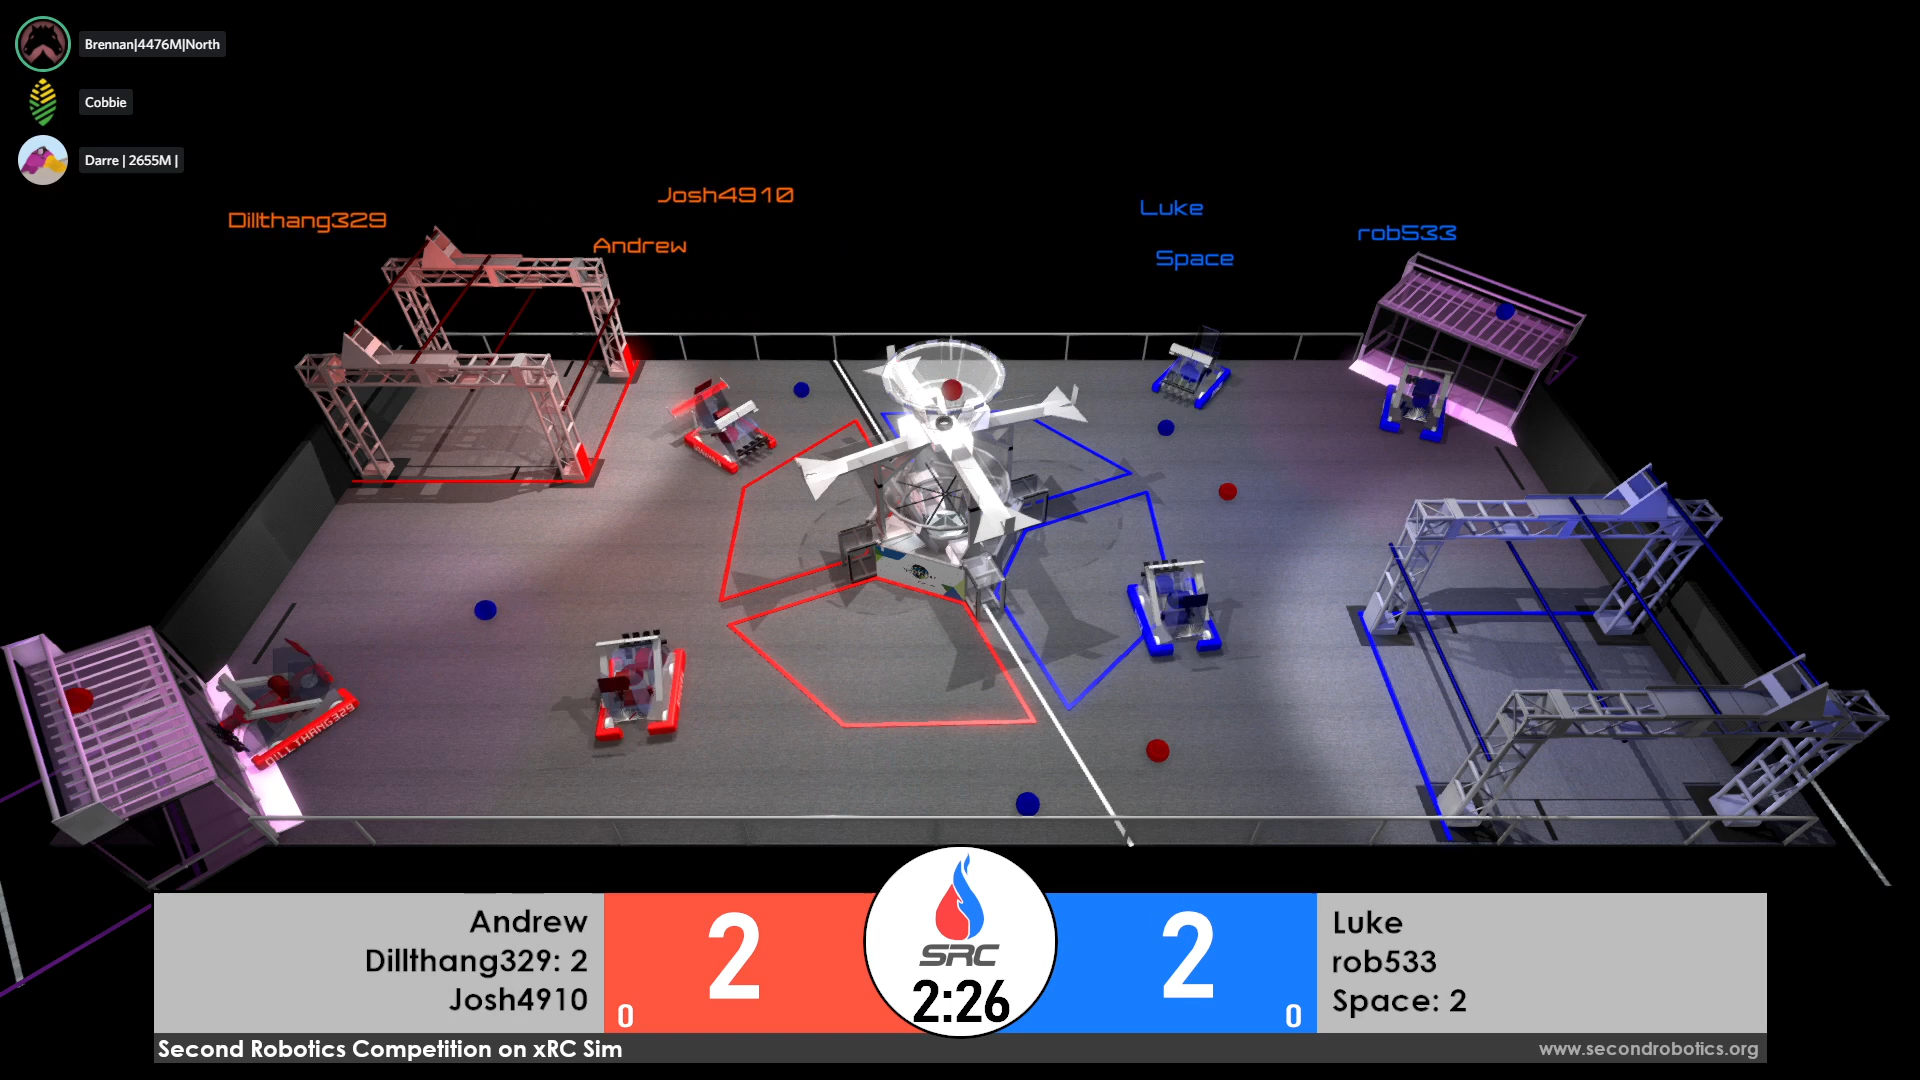 Brennan|4476M|North
Cobbie
Darre | 2655M |
Josh4910
Luke
Dillthang329
rob533
Andrew
Space
DILLTHANG329
Andrew
Dillthang329: 2
Josh4910
2
0
SRC
2:26
2
0
Luke
rob533
Space: 2
Second Robotics Competition on xRC Sim
www.secondrobotics.org